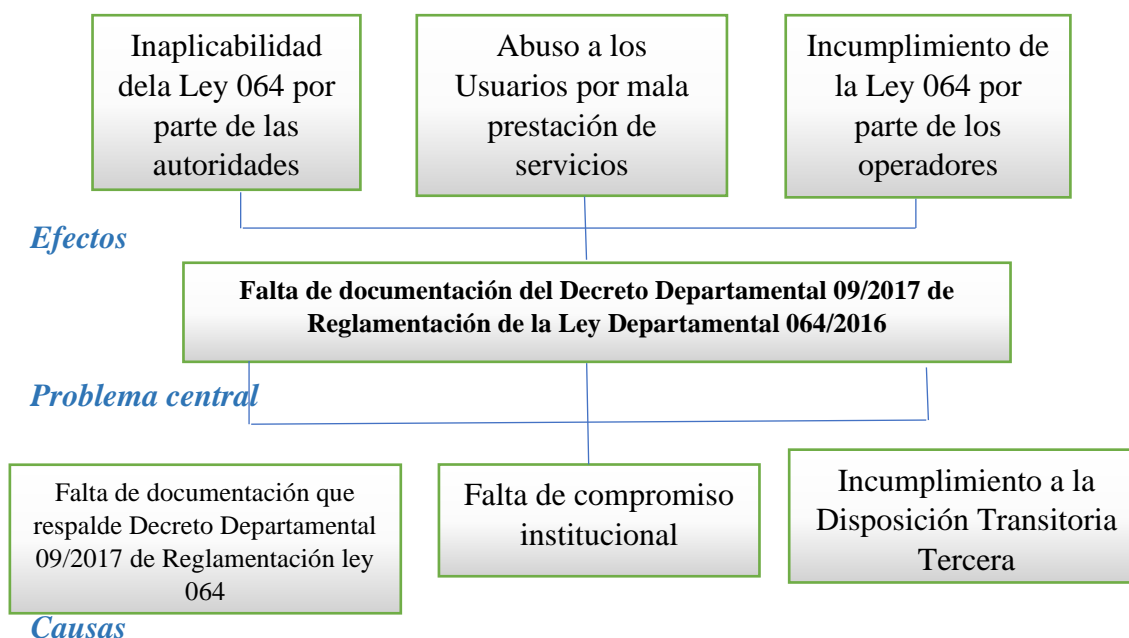 Inaplicabilidad
dela Ley 064 por
parte de las
autoridades
Abuso a los
Usuarios por mala
prestación de
servicios
Incumplimiento de
la Ley 064 por
parte de los
operadores
Efectos
Falta de documentación del Decreto Departamental 09/2017 de
Reglamentación de la Ley Departamental 064/2016
Problema central
Falta de documentación que
respalde Decreto Departamental
09/2017 de Reglamentación ley
064
Falta de compromiso
institucional
Incumplimiento a la
Disposición Transitoria
Tercera
Causas